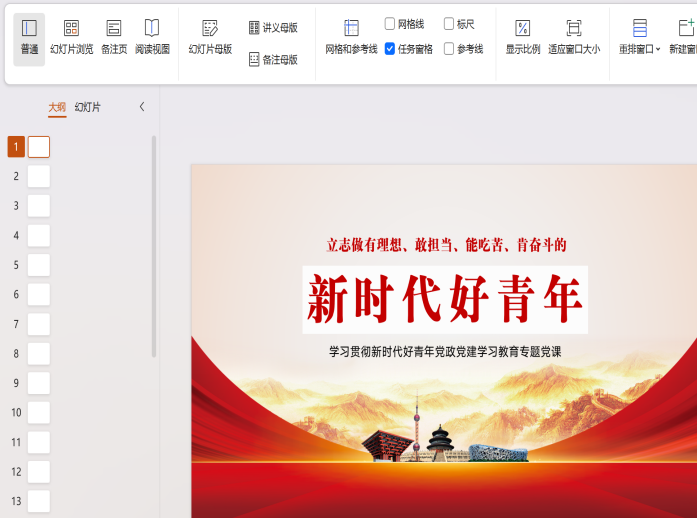 普通
幻灯片浏览
备注页
阅读视图
幻灯片母版
讲义母版
备注母版
网格和参考线
网格线
标尺
任务窗格
参考线
显示比例
适应窗口大小
重排窗口
新建窗
大纲 幻灯片
1
2
3
4
5
6
7
8
9
10
11
12
13
立志做有理想、敢担当、能吃苦、肯奋斗的
新时代好青年
学习贯彻新时代好青年党政党建学习教育专题党课